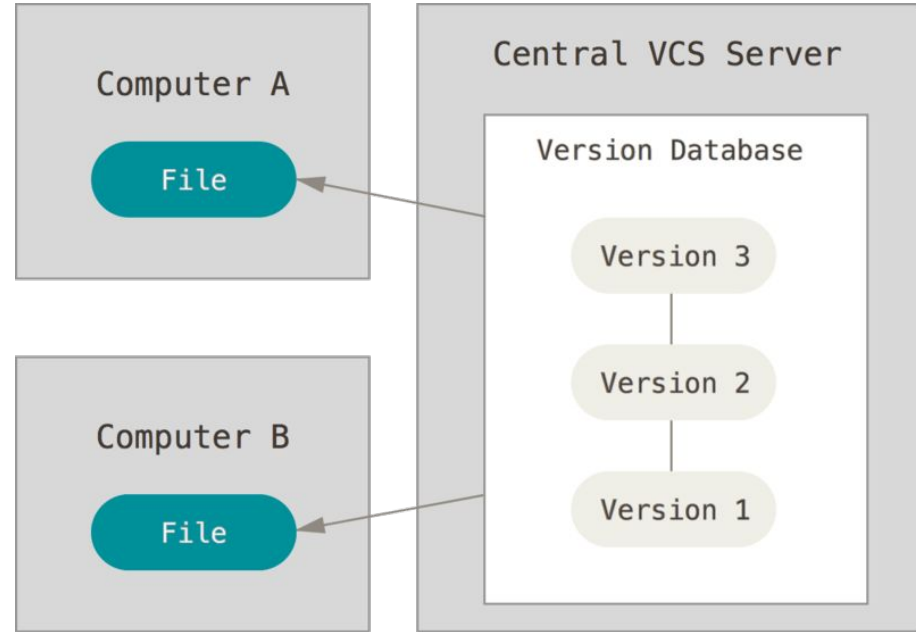 Computer A
File
Computer B
File
Central VCS Server
Version Database
Version 3
Version 2
Version 1